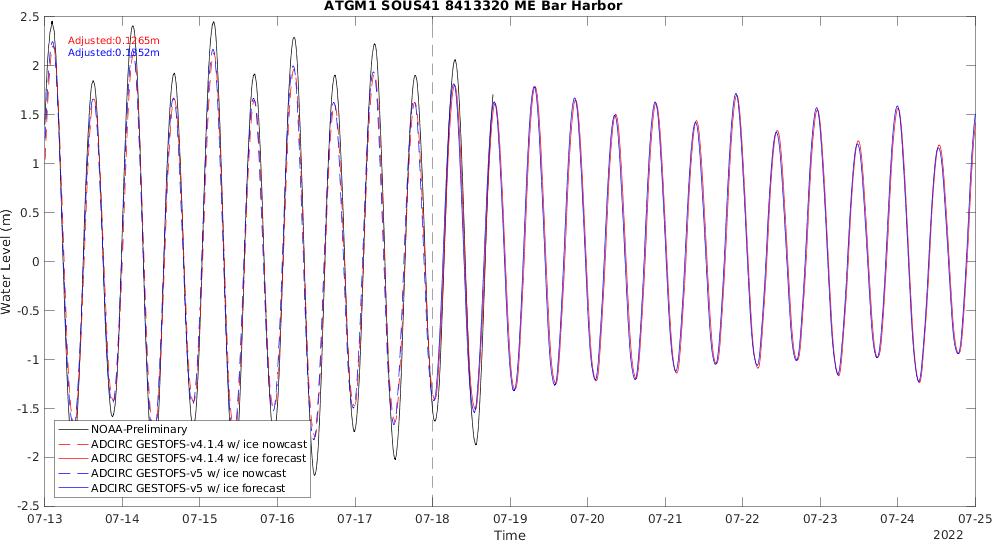 ATGM1 SOUS41 8413320 ME Bar Harbor
Adjusted:0.1265m
Adjusted:0.1552m
2.5
2
1.5
1
0.5
0
-0.5
-1
-1.5
-2
-2.5
Water Level (m)
NOAA-Preliminary
ADCIRC GESTOFS-v4.1.4 w/ ice nowcast
ADCIRC GESTOFS-v4.1.4 w/ ice forecast
ADCIRC GESTOFS-v5 w/ ice nowcast
ADCIRC GESTOFS-v5 w/ ice forecast
07-13 07-14 07-15 07-16 07-17 07-18 07-19 07-20 07-21 07-22 07-23 07-24 07-25
Time
2022